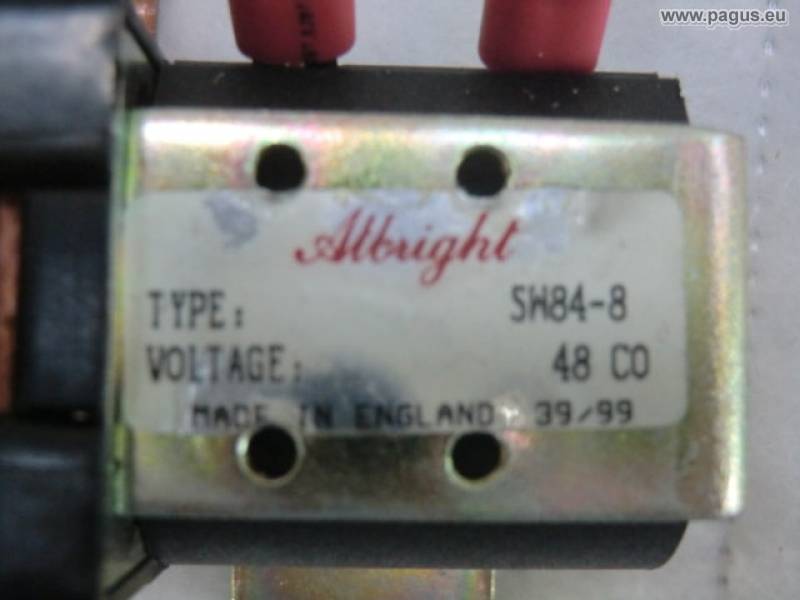 www.pagus.eu
Albright
TYPE: SW84-8
VOLTAGE: 48 CO
MADE IN ENGLAND 39/99